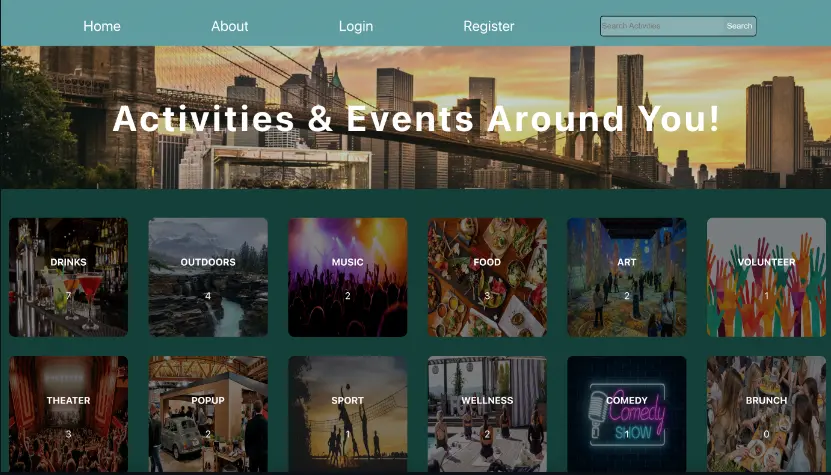 Home About Login Register Search Activities Search
Activities & Events Around You!
DRINKS OUTDOORS MUSIC FOOD ART VOLUNTEER
7 4 2 3 2 1
THEATER POPUP SPORT WELLNESS COMEDY BRUNCH
Comedy
3 2 1 2 1 0
SHOW